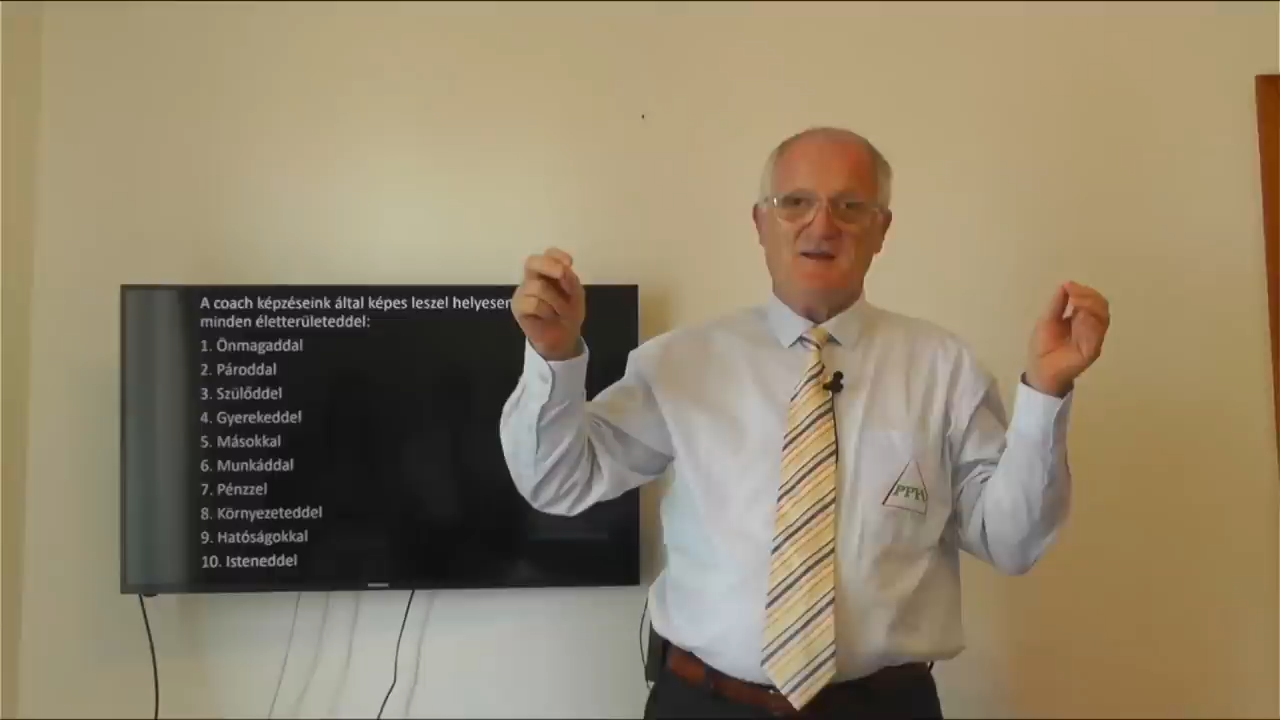 A coach képzéseink által képes leszel helyesen
minden életterületeddel:
1. Önmagaddal
2. Pároddal
3. Szülőddel
4. Gyerekeddel
5. Másokkal
6. Munkáddal
7. Pénzzel
8. Környezeteddel
9. Hatóságokkal
10. Isteneddel
PPH